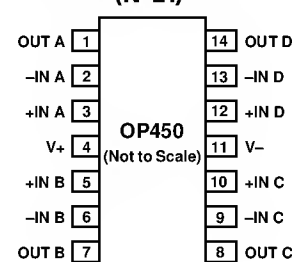 OUT A 1 14 OUT D
–IN A 2 13 –IN D
+IN A 3 12 +IN D
V+ 4 OP450 11 V–
(Not to Scale)
+IN B 5 10 +IN C
–IN B 6 9 –IN C
OUT B 7 8 OUT C